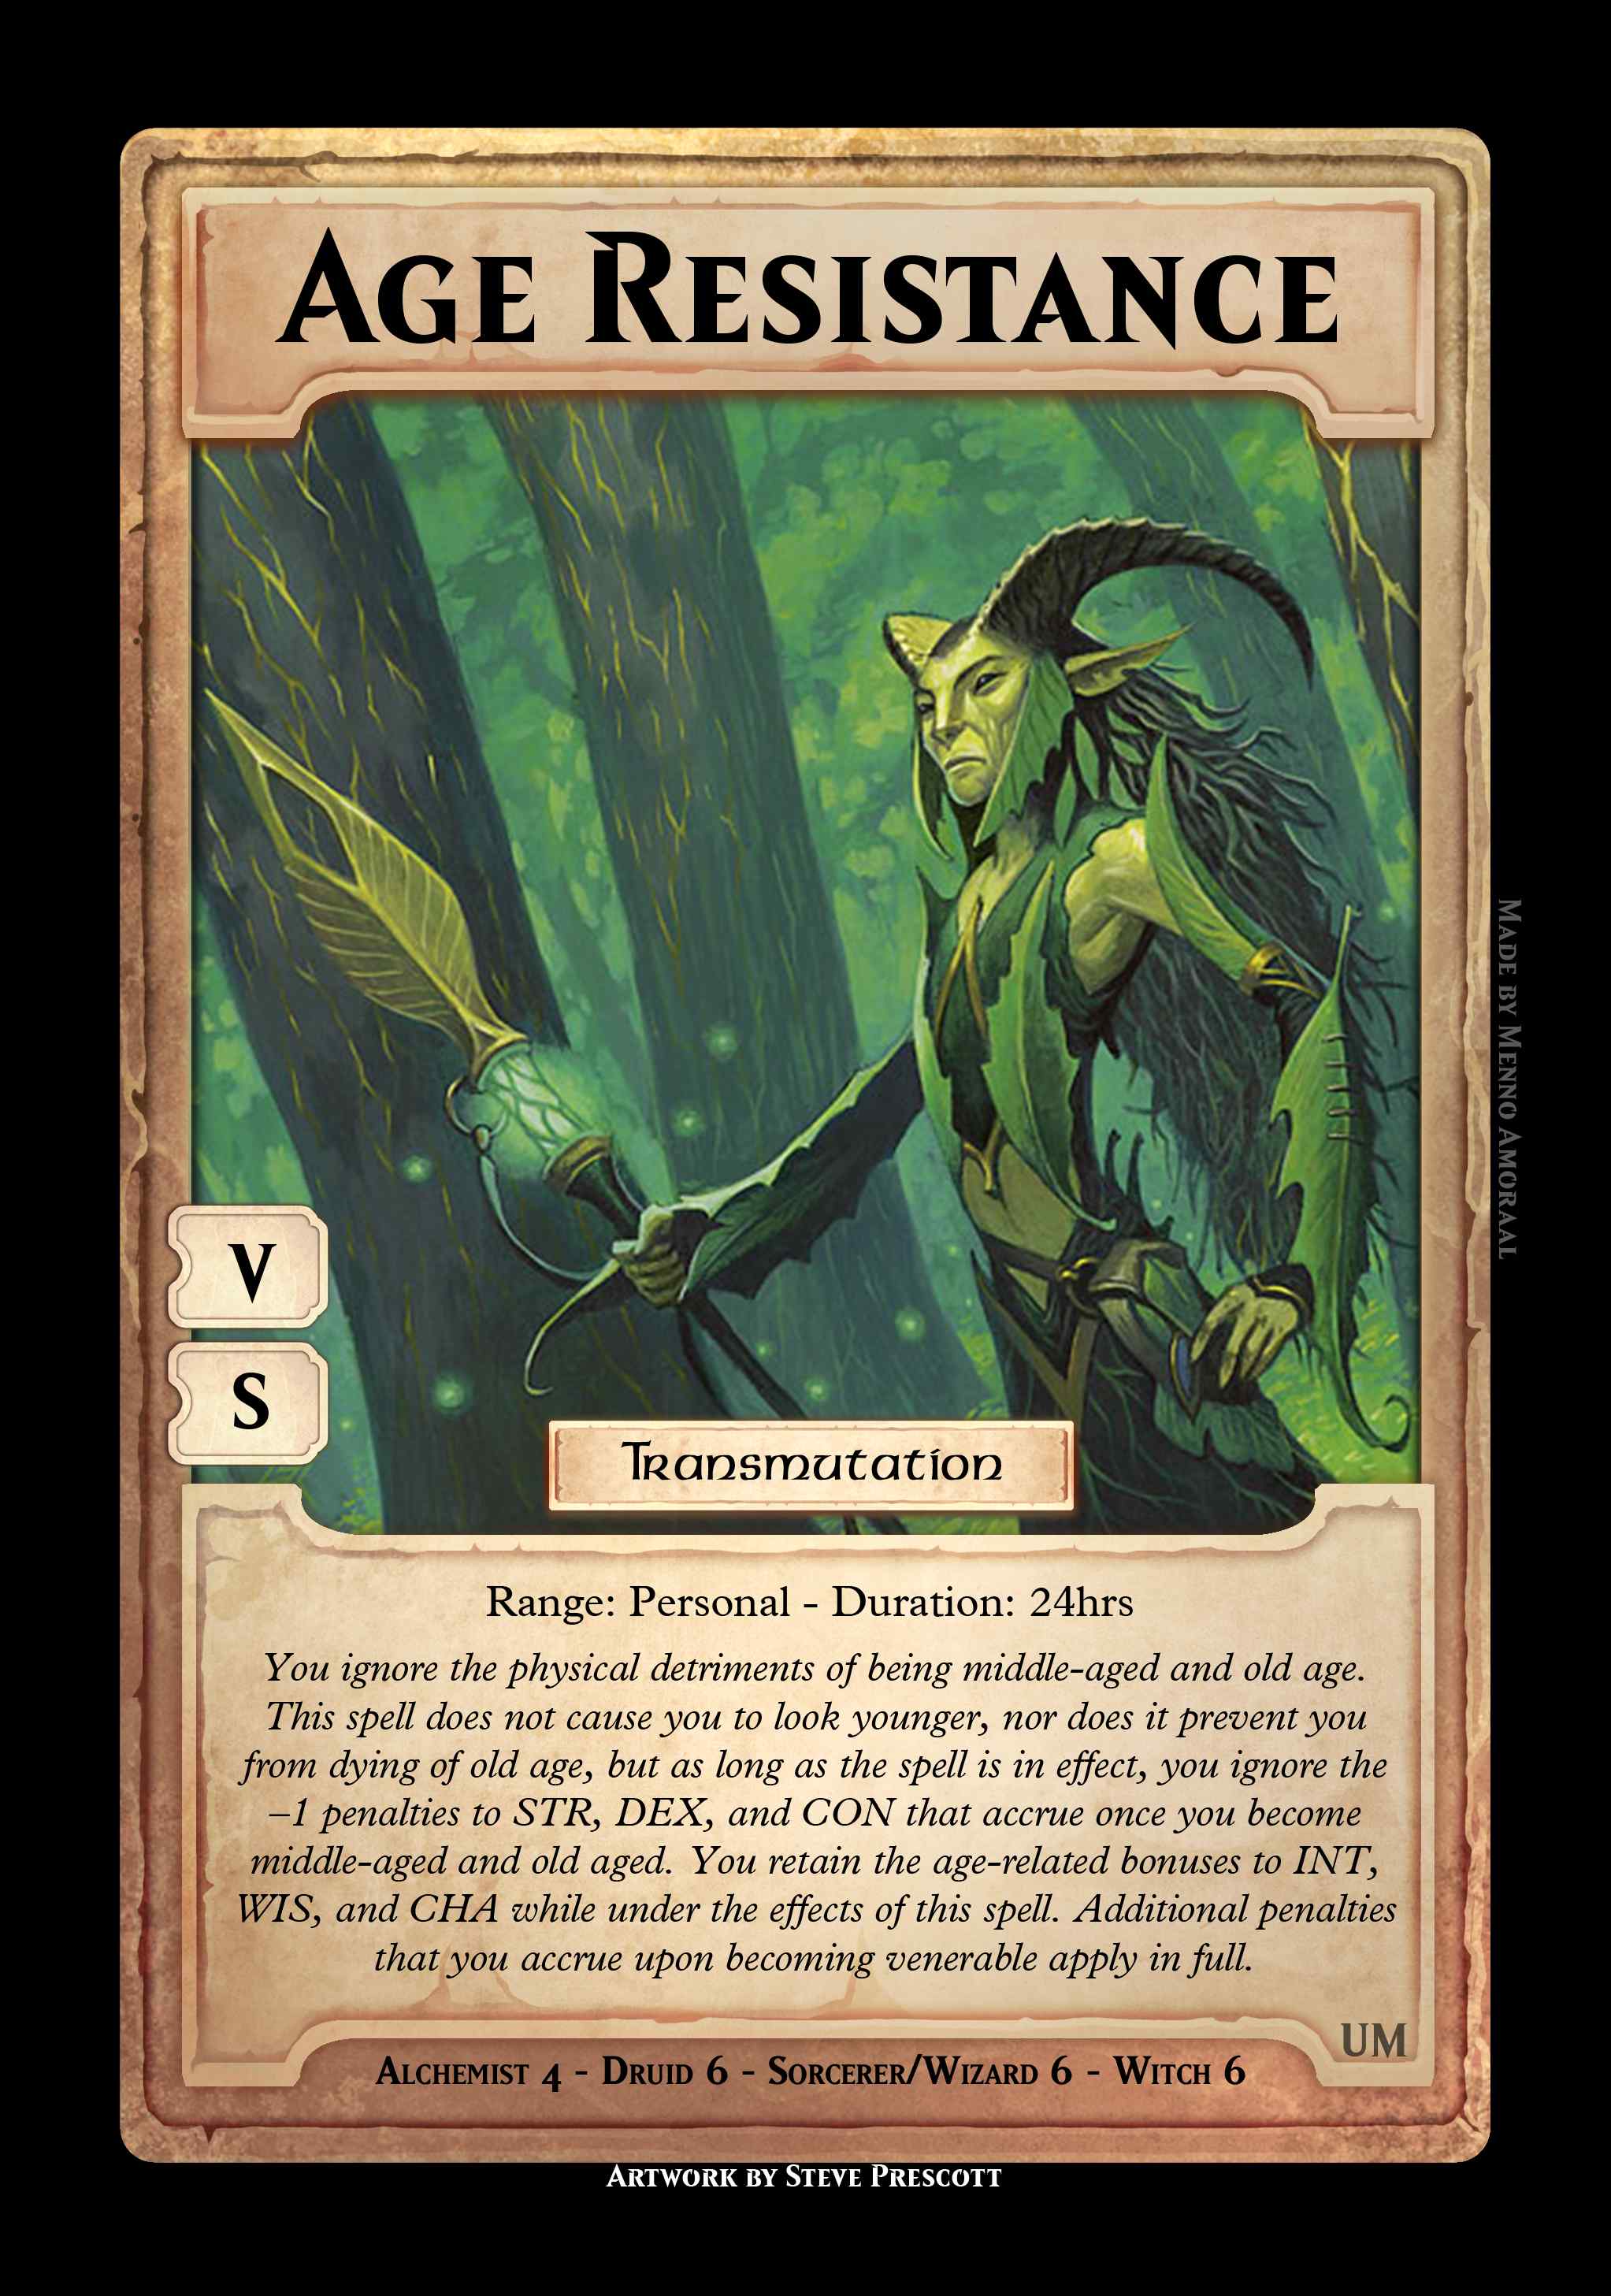 Age Resistance
V
S
Transmutation
Range: Personal - Duration: 24hrs
You ignore the physical detriments of being middle-aged and old age.
This spell does not cause you to look younger, nor does it prevent you
from dying of old age, but as long as the spell is in effect, you ignore the
–1 penalties to STR, DEX, and CON that accrue once you become
middle-aged and old aged. You retain the age-related bonuses to INT,
WIS, and CHA while under the effects of this spell. Additional penalties
that you accrue upon becoming venerable apply in full.
UM
Alchemist 4 - Druid 6 - Sorcerer/Wizard 6 - Witch 6
Artwork by Steve Prescott
Made by Menno Amoraal